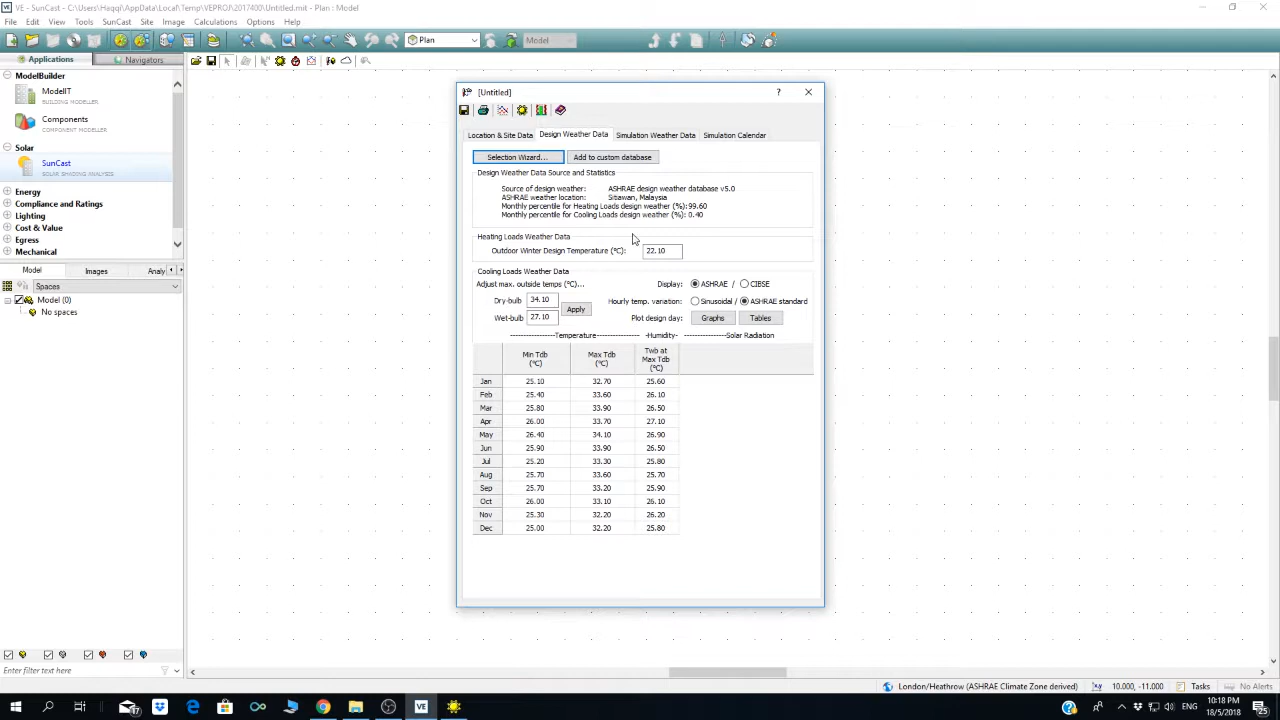 VE - SunCast - C:\Users\Haqqi\AppData\Local\Temp\VEPROJ\2017400\Untitled.mit - Plan : Model
File Edit View Tools SunCast Site Image Calculations Options Help
Plan
Model
Applications Navigators
ModelBuilder
ModelIT
BUILDING MODELLER
Components
COMPONENT MODELLER
Solar
SunCast
SOLAR SHADING ANALYSIS
Energy
Compliance and Ratings
Lighting
Cost & Value
Egress
Mechanical
Model Images Analy
Spaces
Model (0)
No spaces
Enter filter text here
[Untitled]
Location & Site Data Design Weather Data Simulation Weather Data Simulation Calendar
Selection Wizard... Add to custom database
Design Weather Data Source and Statistics
Source of design weather: ASHRAE design weather database v5.0
ASHRAE weather location: Sitiawan, Malaysia
Monthly percentile for Heating Loads design weather (%): 99.60
Monthly percentile for Cooling Loads design weather (%): 0.40
Heating Loads Weather Data
Outdoor Winter Design Temperature (°C): 22.10
Cooling Loads Weather Data
Adjust max. outside temps (°C)... Display: ASHRAE / CIBSE
Dry-bulb 34.10 Apply Hourly temp. variation: Sinusoidal / ASHRAE standard
Wet-bulb 27.10 Plot design day: Graphs Tables
----------------Temperature---------------- -Humidity- ----------------Solar Radiation
Min Tdb (°C) Max Tdb (°C) Twb at Max Tdb (°C)
Jan 25.10 32.70 25.60
Feb 25.40 33.60 26.10
Mar 25.80 33.90 26.50
Apr 26.00 33.70 27.10
May 26.40 34.10 26.90
Jun 25.90 33.90 26.50
Jul 25.20 33.30 25.80
Aug 25.70 33.60 25.70
Sep 25.70 33.20 25.90
Oct 26.00 33.10 26.10
Nov 25.30 32.20 26.20
Dec 25.00 32.20 25.80
London/Heathrow (ASHRAE Climate Zone derived) 10.000, -11.000 Tasks No Alerts
VE
ENG
10:18 PM
18/5/2018
25